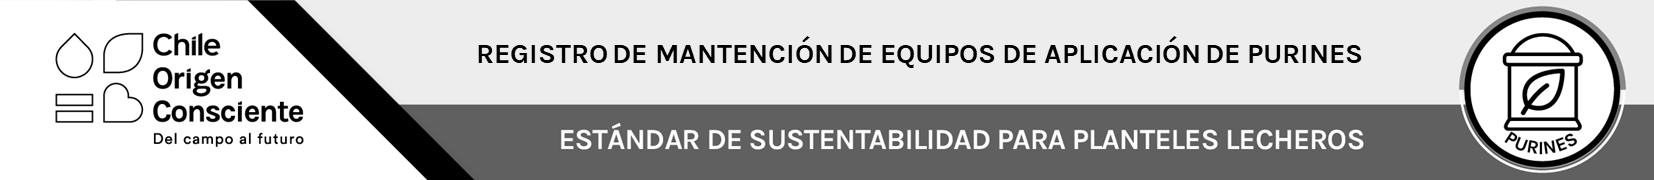 Chile
Origen
Consciente
Del campo al futuro
REGISTRO DE MANTENCIÓN DE EQUIPOS DE APLICACIÓN DE PURINES
ESTÁNDAR DE SUSTENTABILIDAD PARA PLANTELES LECHEROS
PURINES